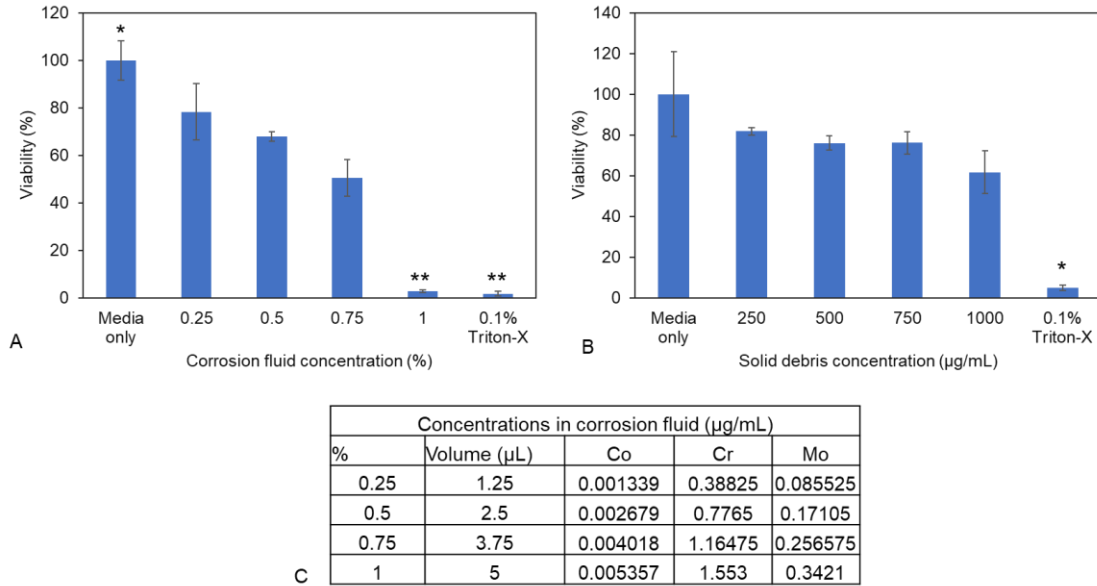 120
100
80
60
40
20
0
Viability (%)
*
**
**
Media only
0.25
0.5
0.75
1
0.1% Triton-X
Corrosion fluid concentration (%)
A
140
120
100
80
60
40
20
0
Viability (%)
*
Media only
250
500
750
1000
0.1% Triton-X
Solid debris concentration (µg/mL)
B
Concentrations in corrosion fluid (µg/mL)
% Volume (µL) Co Cr Mo
0.25 1.25 0.001339 0.38825 0.085525
0.5 2.5 0.002679 0.7765 0.17105
0.75 3.75 0.004018 1.16475 0.256575
1 5 0.005357 1.553 0.3421
C